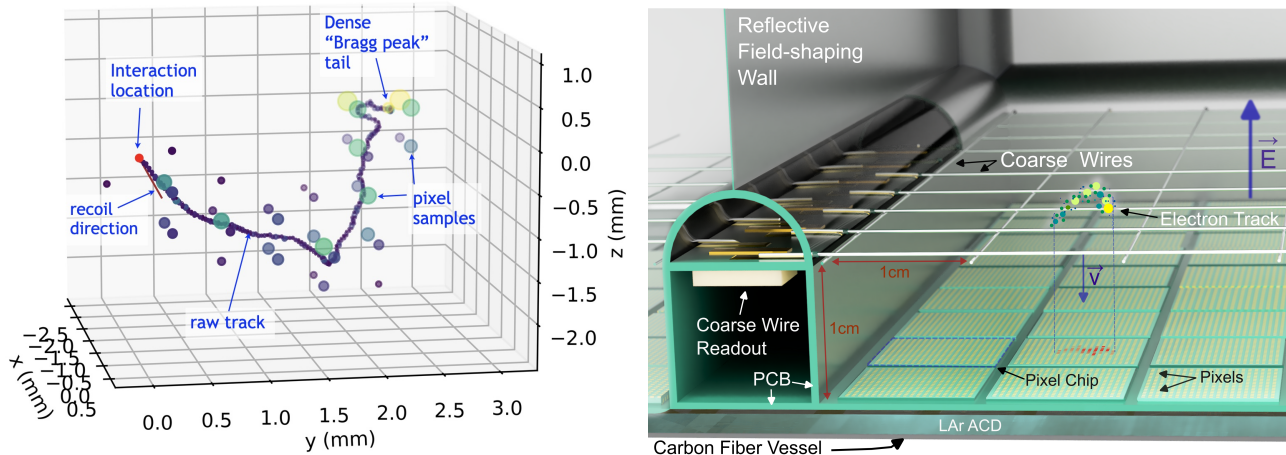 Dense
“Bragg peak”
tail
Interaction
location
recoil
direction
pixel
samples
raw track
1.0
0.5
0.0
−0.5
−1.0
−1.5
−2.0
z (mm)
−2.5
−2.0
−1.5
−1.0
−0.5
0.0
0.5
x (mm)
0.0
0.5
1.0
1.5
2.0
2.5
3.0
y (mm)
Reflective
Field-shaping
Wall
Coarse Wires
E
Electron Track
1cm
v
1cm
Coarse Wire
Readout
PCB
Pixel Chip
Pixels
LAr ACD
Carbon Fiber Vessel